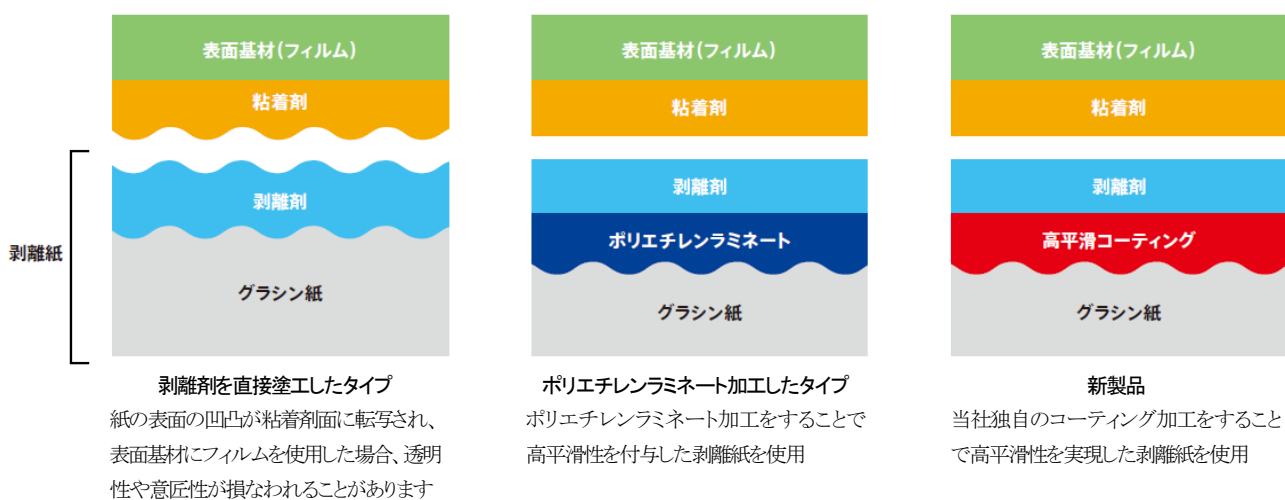 表面基材(フィルム)
粘着剤
剥離剤
グラシン紙
剥離紙
剥離剤を直接塗工したタイプ
紙の表面の凹凸が粘着剤面に転写され、
表面基材にフィルムを使用した場合、透明
性や意匠性が損なわれることがあります
表面基材(フィルム)
粘着剤
剥離剤
ポリエチレンラミネート
グラシン紙
ポリエチレンラミネート加工したタイプ
ポリエチレンラミネート加工をすることで
高平滑性を付与した剥離紙を使用
表面基材(フィルム)
粘着剤
剥離剤
高平滑コーティング
グラシン紙
新製品
当社独自のコーティング加工をすること
で高平滑性を実現した剥離紙を使用